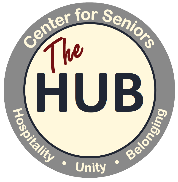 Center for Seniors
The
HUB
Hospitality • Unity • Belonging